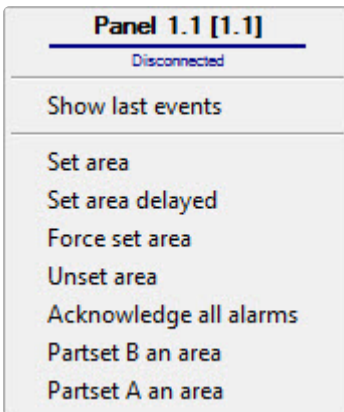 Panel 1.1 [1.1]
Disconnected
Show last events
Set area
Set area delayed
Force set area
Unset area
Acknowledge all alarms
Partset B an area
Partset A an area